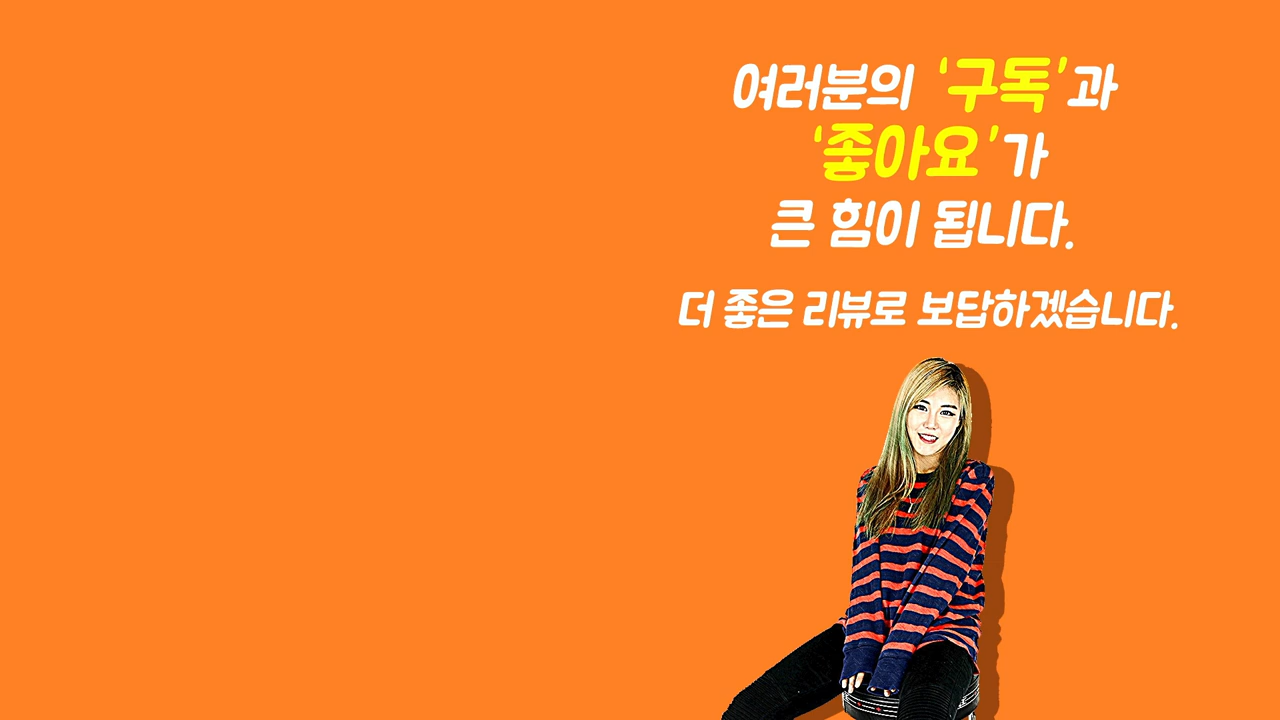 여러분의 '구독'과
'좋아요'가
큰 힘이 됩니다.
더 좋은 리뷰로 보답하겠습니다.